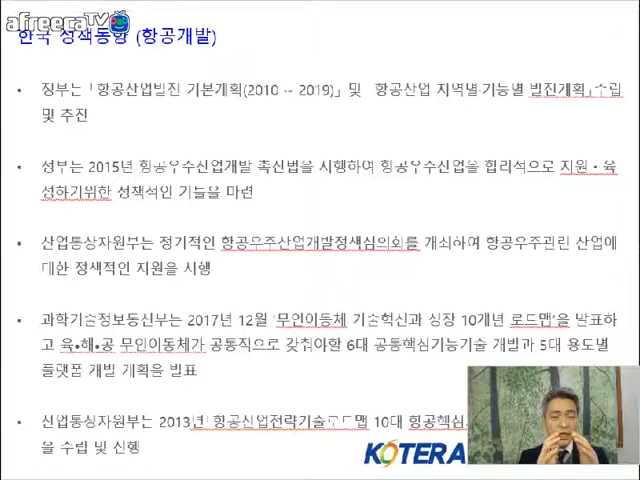 afreecaTV
한국 정책동향 (항공개발)
• 정부는 「항공산업발전 기본계획(2010 ~ 2019)」 및 항공산업 지역별·기능별 발전계획」 수립
및 추진
• 정부는 2015년 항공우주산업개발 촉진법을 시행하여 항공우주산업을 합리적으로 지원・육
성하기위한 정책적인 기틀을 마련
• 산업통상자원부는 정기적인 항공우주산업개발정책심의회를 개최하여 항공우주관련 산업에
대한 정책적인 지원을 시행
• 과학기술정보통신부는 2017년 12월 '무인이동체 기술혁신과 성장 10개년 로드맵'을 발표하
고 육•해•공 무인이동체가 공통적으로 갖춰야할 6대 공통핵심기능기술 개발과 5대 용도별
플랫폼 개발 계획을 발표
• 산업통상자원부는 2013년「항공산업전략기술로드맵 10대 항공핵심
을 수립 및 진행
KOTERA